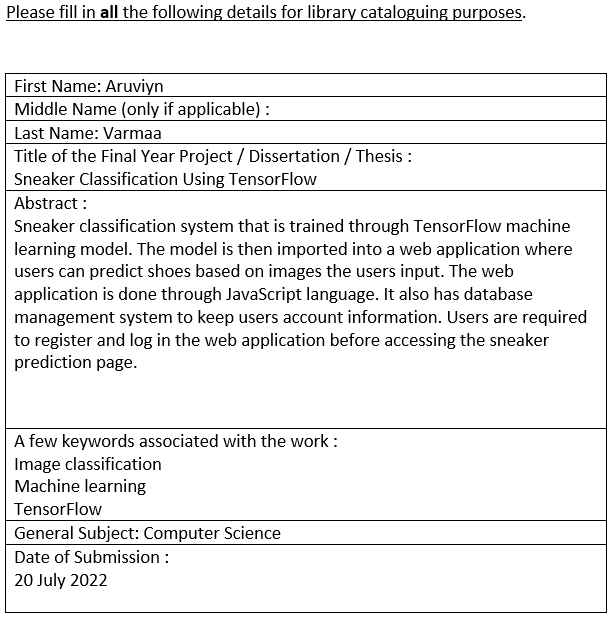 Please fill in all the following details for library cataloguing purposes.
First Name: Aruviyn
Middle Name (only if applicable) :
Last Name: Varmaa
Title of the Final Year Project / Dissertation / Thesis :
Sneaker Classification Using TensorFlow
Abstract :
Sneaker classification system that is trained through TensorFlow machine
learning model. The model is then imported into a web application where
users can predict shoes based on images the users input. The web
application is done through JavaScript language. It also has database
management system to keep users account information. Users are required
to register and log in the web application before accessing the sneaker
prediction page.
A few keywords associated with the work :
Image classification
Machine learning
TensorFlow
General Subject: Computer Science
Date of Submission :
20 July 2022